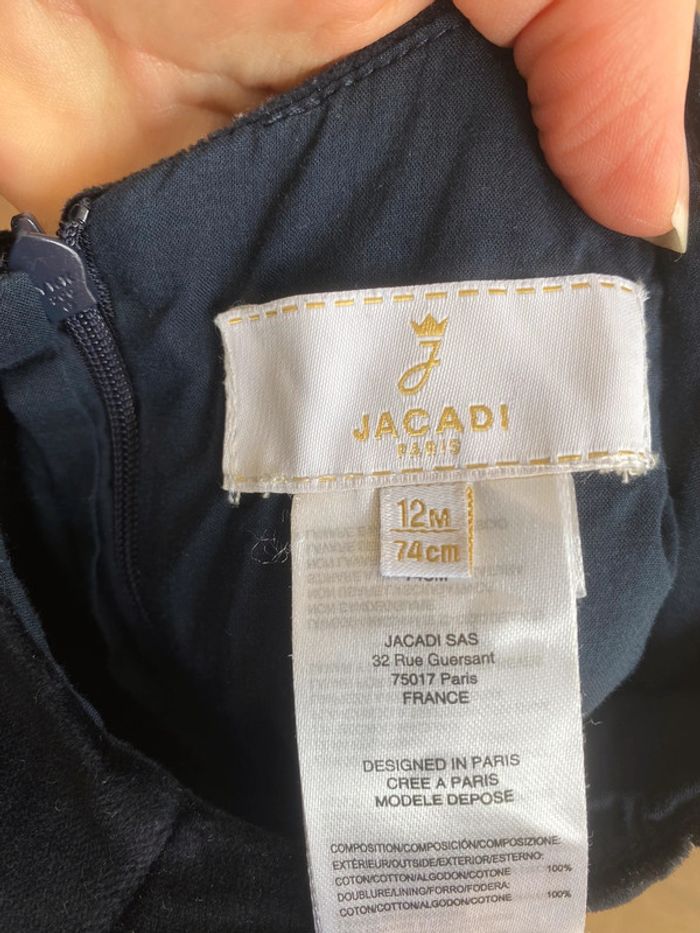 J
JACADI
PARIS
12M
74cm
JACADI SAS
32 Rue Guersant
75017 Paris
FRANCE
DESIGNED IN PARIS
CREE A PARIS
MODELE DEPOSE
COMPOSITION/COMPOSICIÓN/COMPOSIZIONE:
EXTÉRIEUR/OUTSIDE/EXTERIOR/ESTERNO:
COTON/COTTON/ALGODON/COTONE 100%
DOUBLURE/LINING/FORRO/FODERA:
COTON/COTTON/ALGODON/COTONE 100%